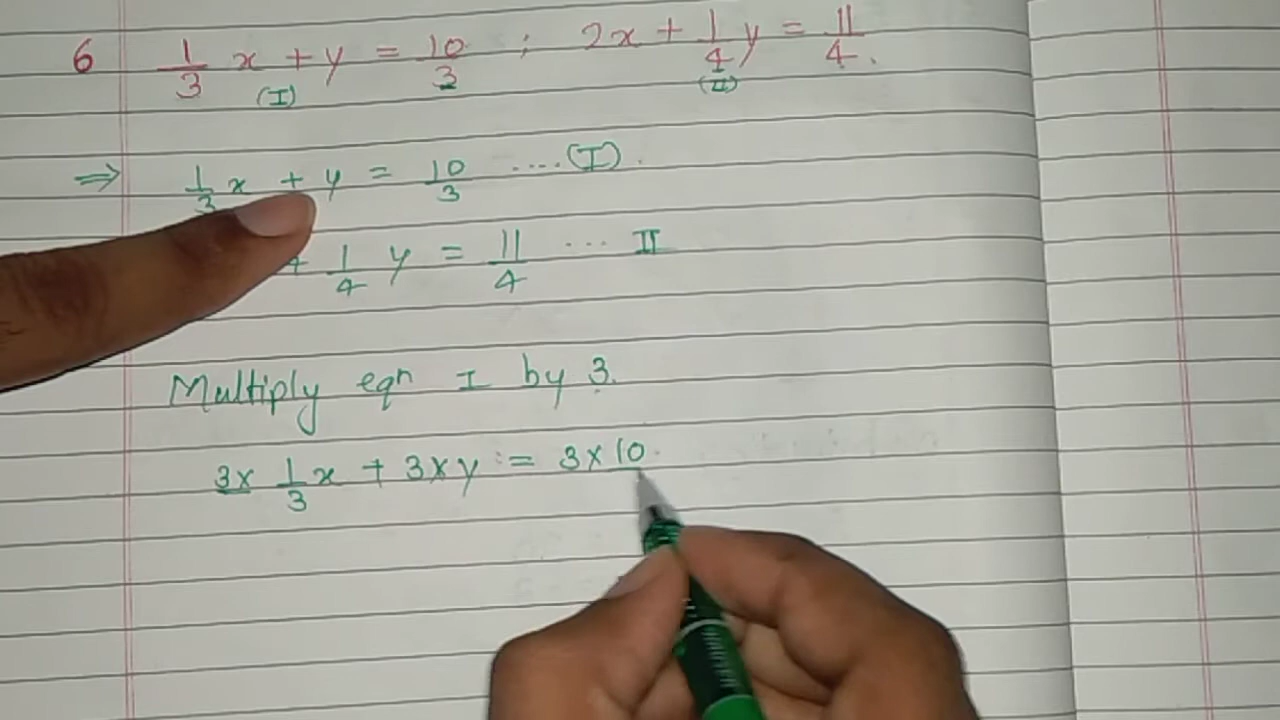 6 1/3 x + y = 10/3 ; 2x + 1/4 y = 11/4.
(I) (II)
⇒ 1/3 x + y = 10/3 ....(I).
+ 1/4 y = 11/4 ... II
Multiply eqn I by 3.
3x 1/3 x + 3xy = 3x10